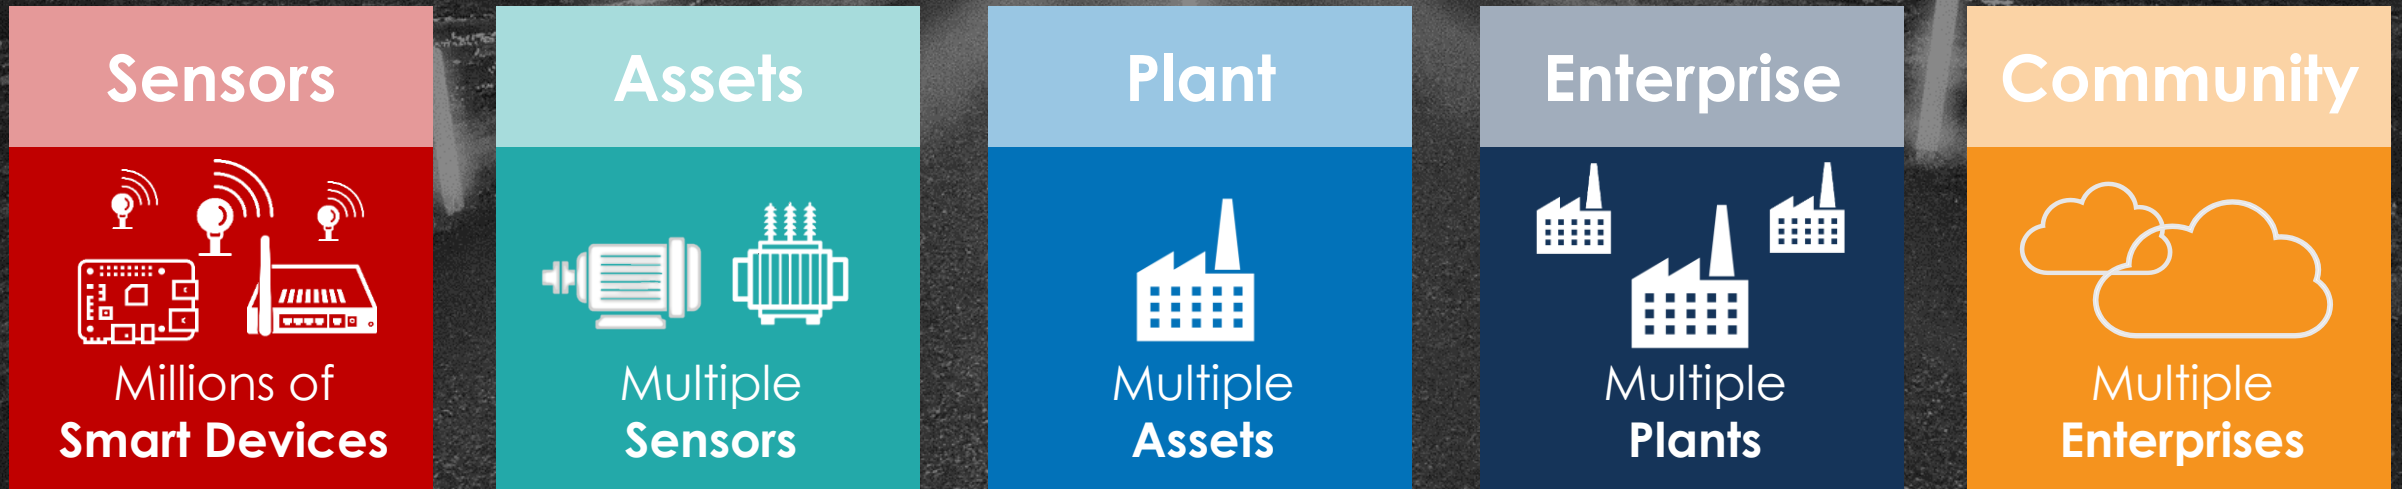 Sensors
Millions of
Smart Devices
Assets
Multiple
Sensors
Plant
Multiple
Assets
Enterprise
Multiple
Plants
Community
Multiple
Enterprises